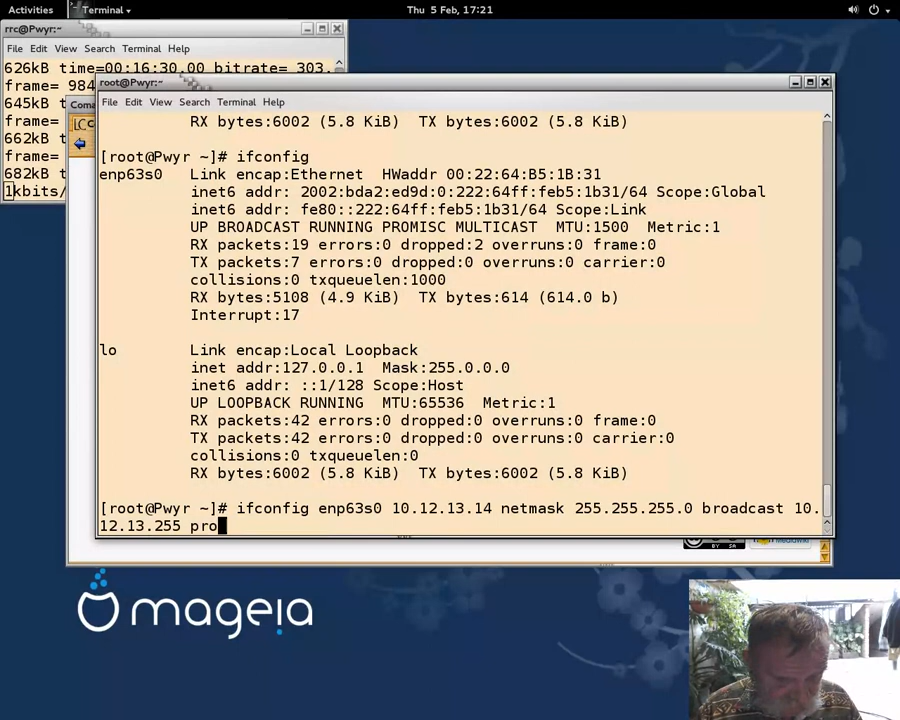 Activities Terminal Thu 5 Feb, 17:21
rrc@Pwyr:~
File Edit View Search Terminal Help
626kB time=00:16:30.00 bitrate= 303.
frame= 984
645kB t
frame=
662kB t
frame=
682kB t
1kbits/
root@Pwyr:~
File Edit View Search Terminal Help
RX bytes:6002 (5.8 KiB) TX bytes:6002 (5.8 KiB)
[root@Pwyr ~]# ifconfig
enp63s0 Link encap:Ethernet HWaddr 00:22:64:B5:1B:31
inet6 addr: 2002:bda2:ed9d:0:222:64ff:feb5:1b31/64 Scope:Global
inet6 addr: fe80::222:64ff:feb5:1b31/64 Scope:Link
UP BROADCAST RUNNING PROMISC MULTICAST MTU:1500 Metric:1
RX packets:19 errors:0 dropped:2 overruns:0 frame:0
TX packets:7 errors:0 dropped:0 overruns:0 carrier:0
collisions:0 txqueuelen:1000
RX bytes:5108 (4.9 KiB) TX bytes:614 (614.0 b)
Interrupt:17
lo Link encap:Local Loopback
inet addr:127.0.0.1 Mask:255.0.0.0
inet6 addr: ::1/128 Scope:Host
UP LOOPBACK RUNNING MTU:65536 Metric:1
RX packets:42 errors:0 dropped:0 overruns:0 frame:0
TX packets:42 errors:0 dropped:0 overruns:0 carrier:0
collisions:0 txqueuelen:0
RX bytes:6002 (5.8 KiB) TX bytes:6002 (5.8 KiB)
[root@Pwyr ~]# ifconfig enp63s0 10.12.13.14 netmask 255.255.255.0 broadcast 10.
12.13.255 pro
BY SA
mageia